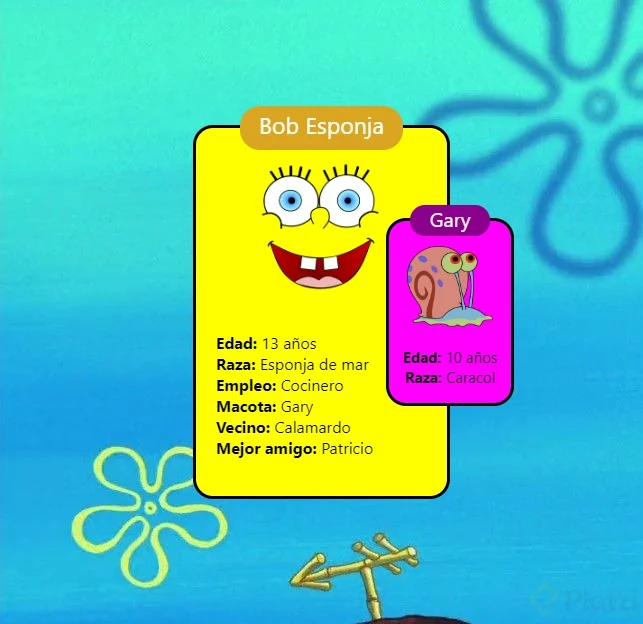 Bob Esponja
Edad: 13 años
Raza: Esponja de mar
Empleo: Cocinero
Macota: Gary
Vecino: Calamardo
Mejor amigo: Patricio
Gary
Edad: 10 años
Raza: Caracol
Platzi